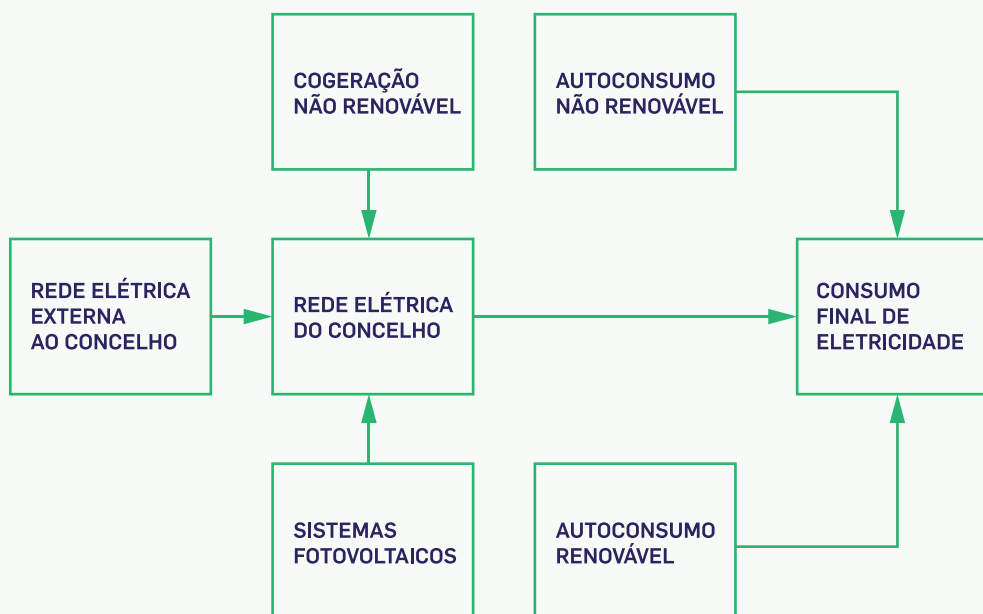 COGERAÇÃO
NÃO RENOVÁVEL
AUTOCONSUMO
NÃO RENOVÁVEL
REDE ELÉTRICA
EXTERNA
AO CONCELHO
REDE ELÉTRICA
DO CONCELHO
CONSUMO
FINAL DE
ELETRICIDADE
SISTEMAS
FOTOVOLTAICOS
AUTOCONSUMO
RENOVÁVEL